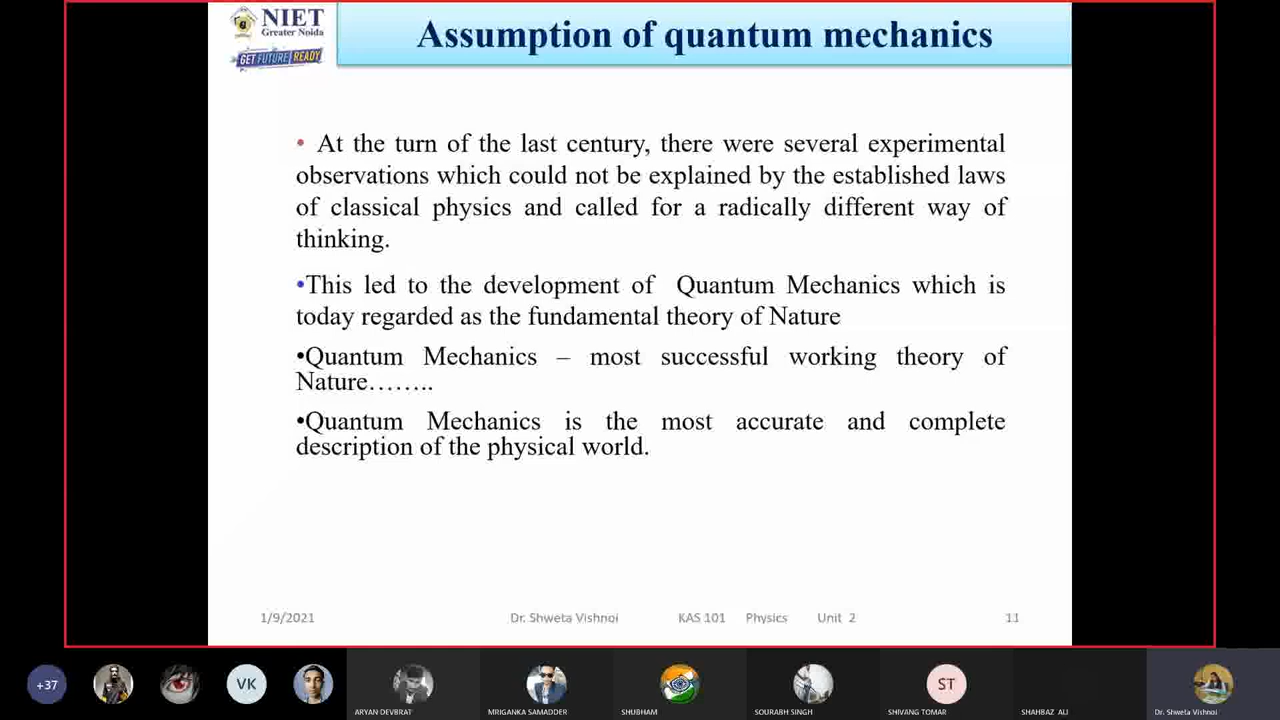 NIET
Greater Noida
GET FUTURE READY
Assumption of quantum mechanics
• At the turn of the last century, there were several experimental
observations which could not be explained by the established laws
of classical physics and called for a radically different way of
thinking.
•This led to the development of Quantum Mechanics which is
today regarded as the fundamental theory of Nature
•Quantum Mechanics – most successful working theory of
Nature……..
•Quantum Mechanics is the most accurate and complete
description of the physical world.
1/9/2021 Dr. Shweta Vishnoi KAS 101 Physics Unit 2 11
+37 VK ST
ARYAN DEVBRAT MRIGANKA SAMADDER SHUBHAM SOURABH SINGH SHIVANG TOMAR SHAHBAZ ALI Dr. Shweta Vishnoi